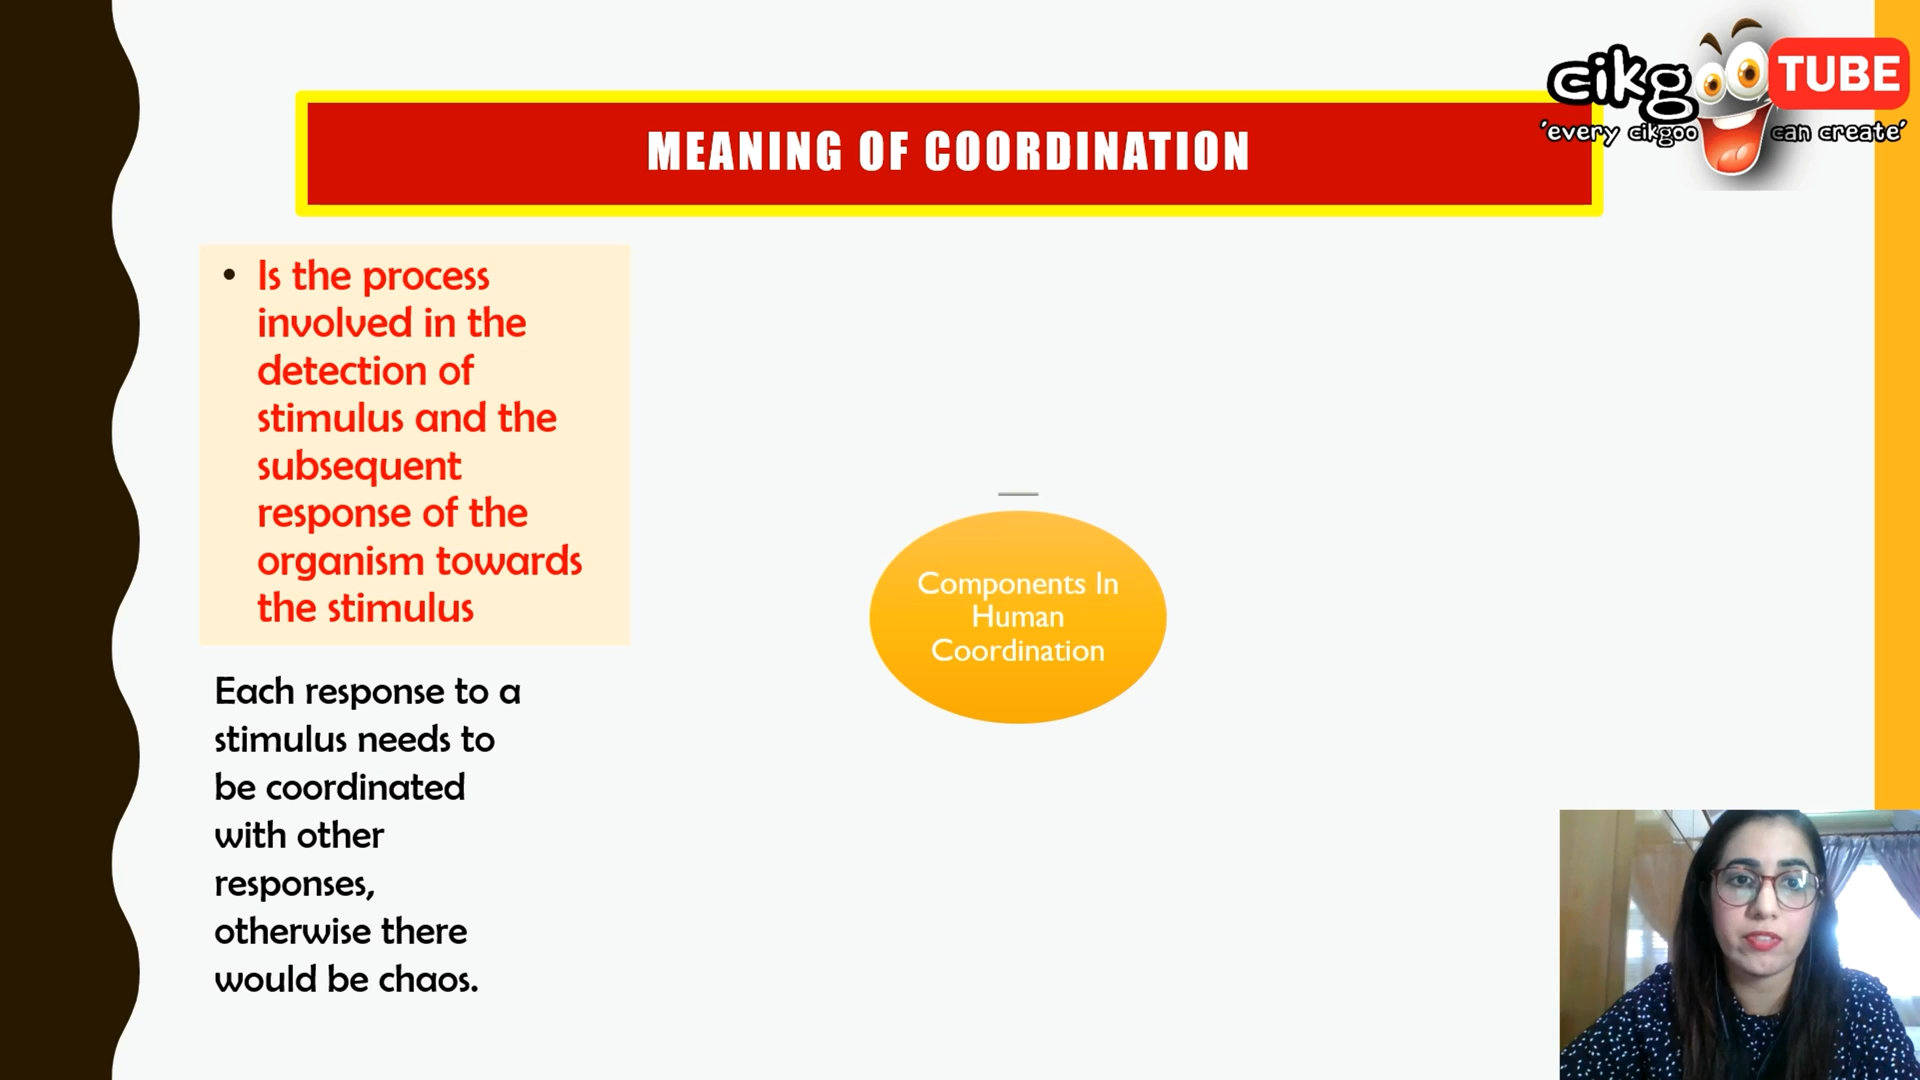 cikgooTUBE
'every cikgoo can create'
MEANING OF COORDINATION
• Is the process
involved in the
detection of
stimulus and the
subsequent
response of the
organism towards
the stimulus
Each response to a
stimulus needs to
be coordinated
with other
responses,
otherwise there
would be chaos.
Components In
Human
Coordination